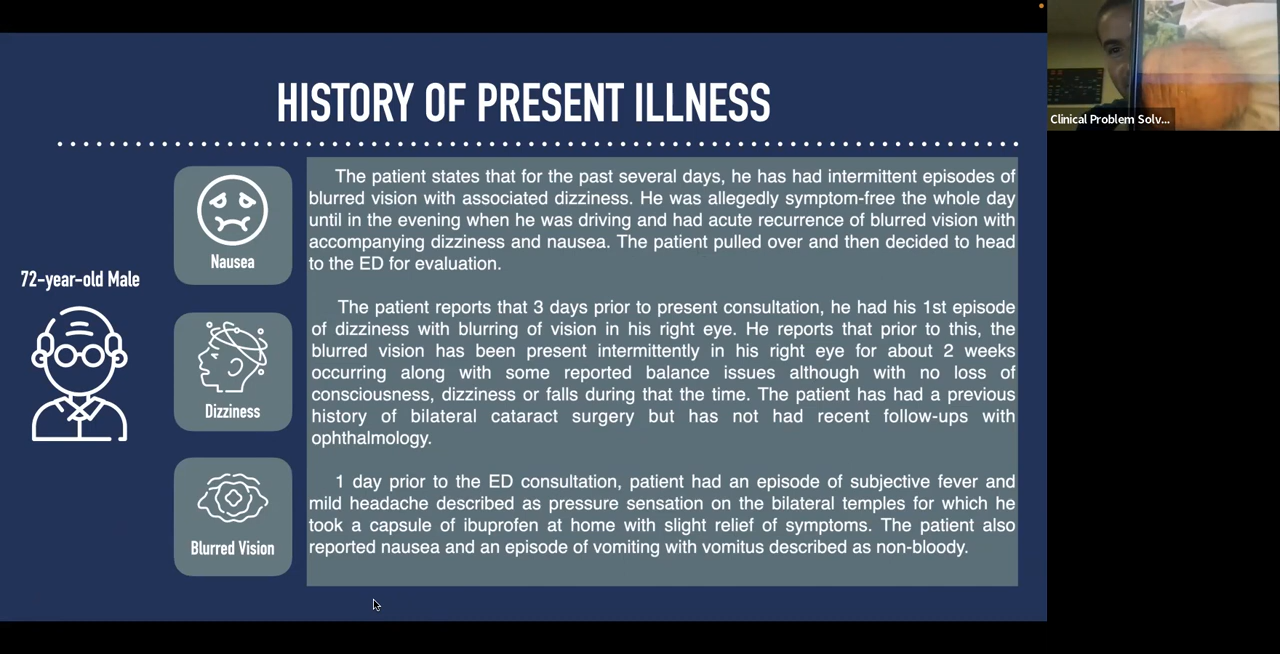 HISTORY OF PRESENT ILLNESS
72-year-old Male
Nausea
Dizziness
Blurred Vision
The patient states that for the past several days, he has had intermittent episodes of
blurred vision with associated dizziness. He was allegedly symptom-free the whole day
until in the evening when he was driving and had acute recurrence of blurred vision with
accompanying dizziness and nausea. The patient pulled over and then decided to head
to the ED for evaluation.
The patient reports that 3 days prior to present consultation, he had his 1st episode
of dizziness with blurring of vision in his right eye. He reports that prior to this, the
blurred vision has been present intermittently in his right eye for about 2 weeks
occurring along with some reported balance issues although with no loss of
consciousness, dizziness or falls during that the time. The patient has had a previous
history of bilateral cataract surgery but has not had recent follow-ups with
ophthalmology.
1 day prior to the ED consultation, patient had an episode of subjective fever and
mild headache described as pressure sensation on the bilateral temples for which he
took a capsule of ibuprofen at home with slight relief of symptoms. The patient also
reported nausea and an episode of vomiting with vomitus described as non-bloody.
Clinical Problem Solv...